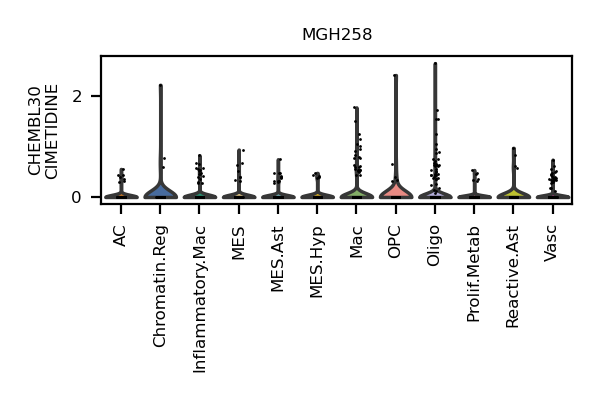 MGH258
CHEMBL30
CIMETIDINE
2
0
AC
Chromatin.Reg
Inflammatory.Mac
MES
MES.Ast
MES.Hyp
Mac
OPC
Oligo
Prolif.Metab
Reactive.Ast
Vasc